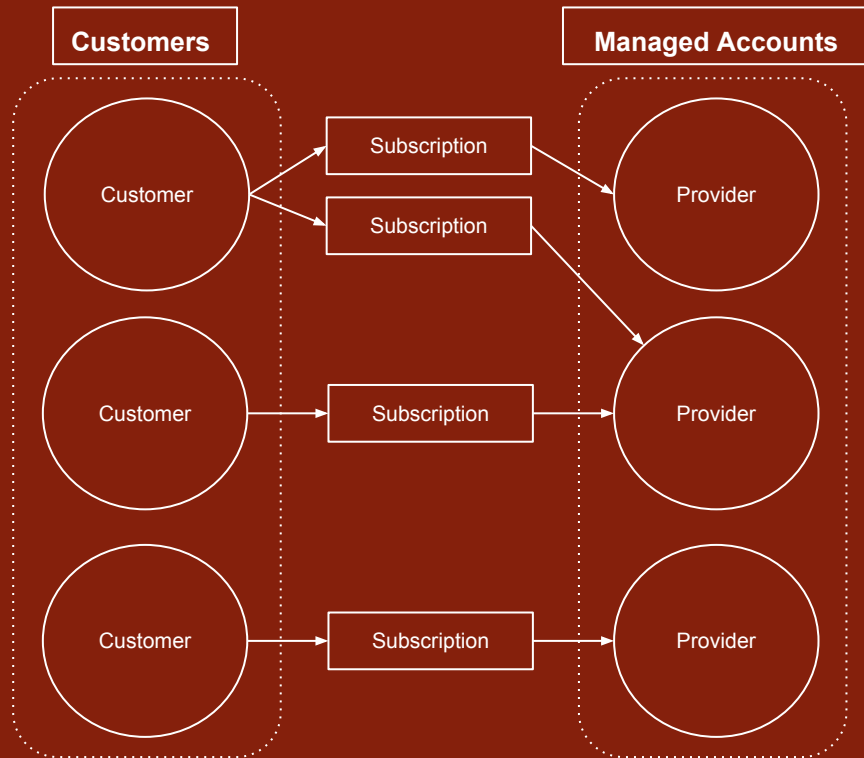 Customers
Managed Accounts
Subscription
Customer
Provider
Subscription
Customer
Subscription
Provider
Customer
Subscription
Provider